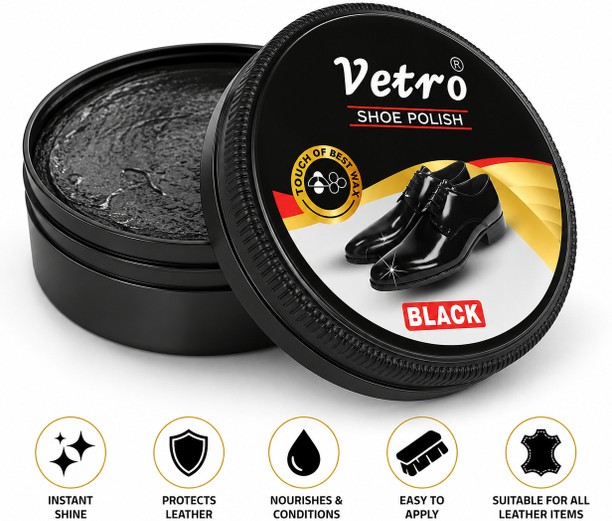 Vetro®
SHOE POLISH
TOUCH OF BEST WAX
BLACK
INSTANT
SHINE
PROTECTS
LEATHER
NOURISHES &
CONDITIONS
EASY TO
APPLY
SUITABLE FOR ALL
LEATHER ITEMS